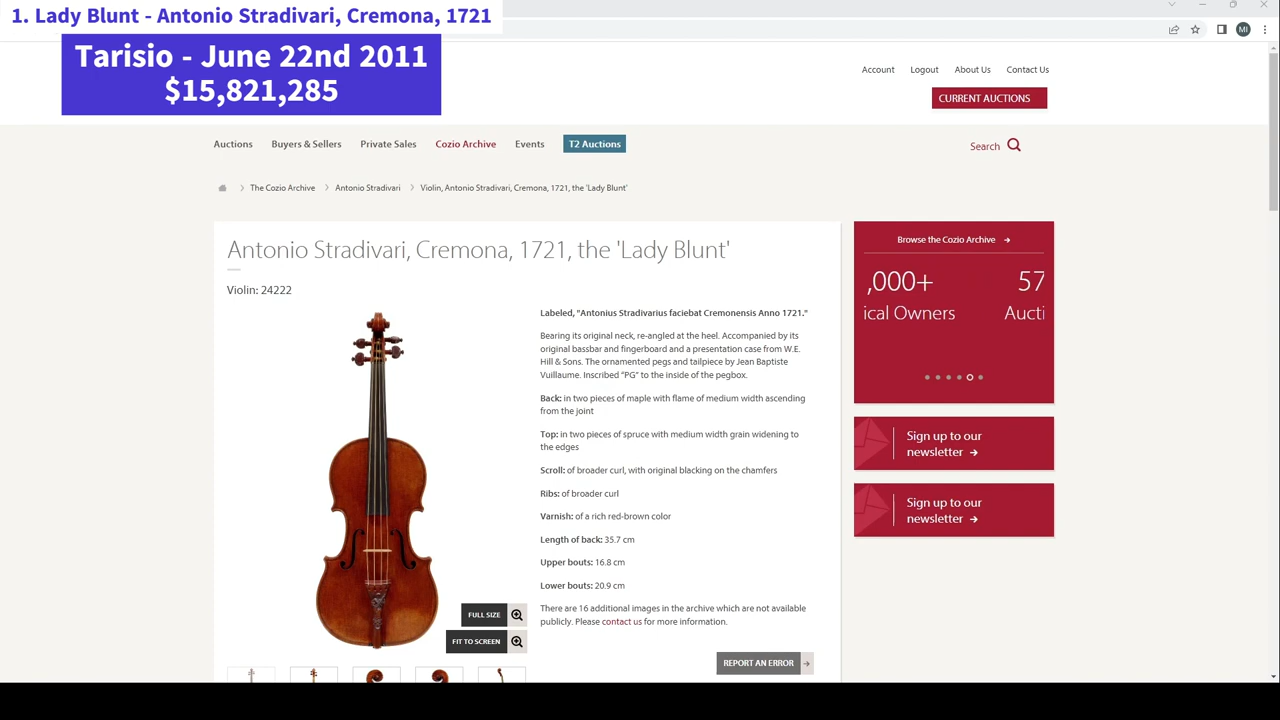 1. Lady Blunt - Antonio Stradivari, Cremona, 1721
Tarisio - June 22nd 2011
$15,821,285
MI
Account Logout About Us Contact Us
CURRENT AUCTIONS
Auctions Buyers & Sellers Private Sales Cozio Archive Events T2 Auctions
Search
The Cozio Archive Antonio Stradivari Violin, Antonio Stradivari, Cremona, 1721, the 'Lady Blunt'
Antonio Stradivari, Cremona, 1721, the 'Lady Blunt'
Violin: 24222
Labeled, "Antonius Stradivarius faciebat Cremonensis Anno 1721."
Bearing its original neck, re-angled at the heel. Accompanied by its
original bassbar and fingerboard and a presentation case from W.E.
Hill & Sons. The ornamented pegs and tailpiece by Jean Baptiste
Vuillaume. Inscribed “PG” to the inside of the pegbox.
Back: in two pieces of maple with flame of medium width ascending
from the joint
Top: in two pieces of spruce with medium width grain widening to
the edges
Scroll: of broader curl, with original blacking on the chamfers
Ribs: of broader curl
Varnish: of a rich red-brown color
Length of back: 35.7 cm
Upper bouts: 16.8 cm
Lower bouts: 20.9 cm
There are 16 additional images in the archive which are not available
publicly. Please contact us for more information.
FULL SIZE
FIT TO SCREEN
REPORT AN ERROR
Browse the Cozio Archive
,000+ 57
ical Owners Aucti
Sign up to our
newsletter
Sign up to our
newsletter